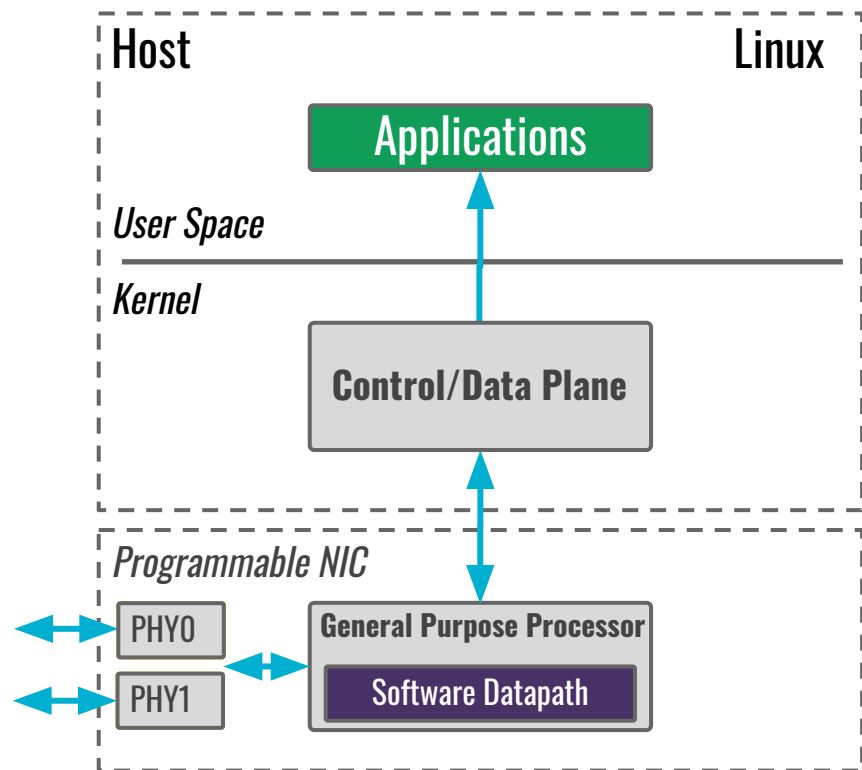 Host
Linux
Applications
User Space
Kernel
Control/Data Plane
Programmable NIC
PHY0
General Purpose Processor
Software Datapath
PHY1